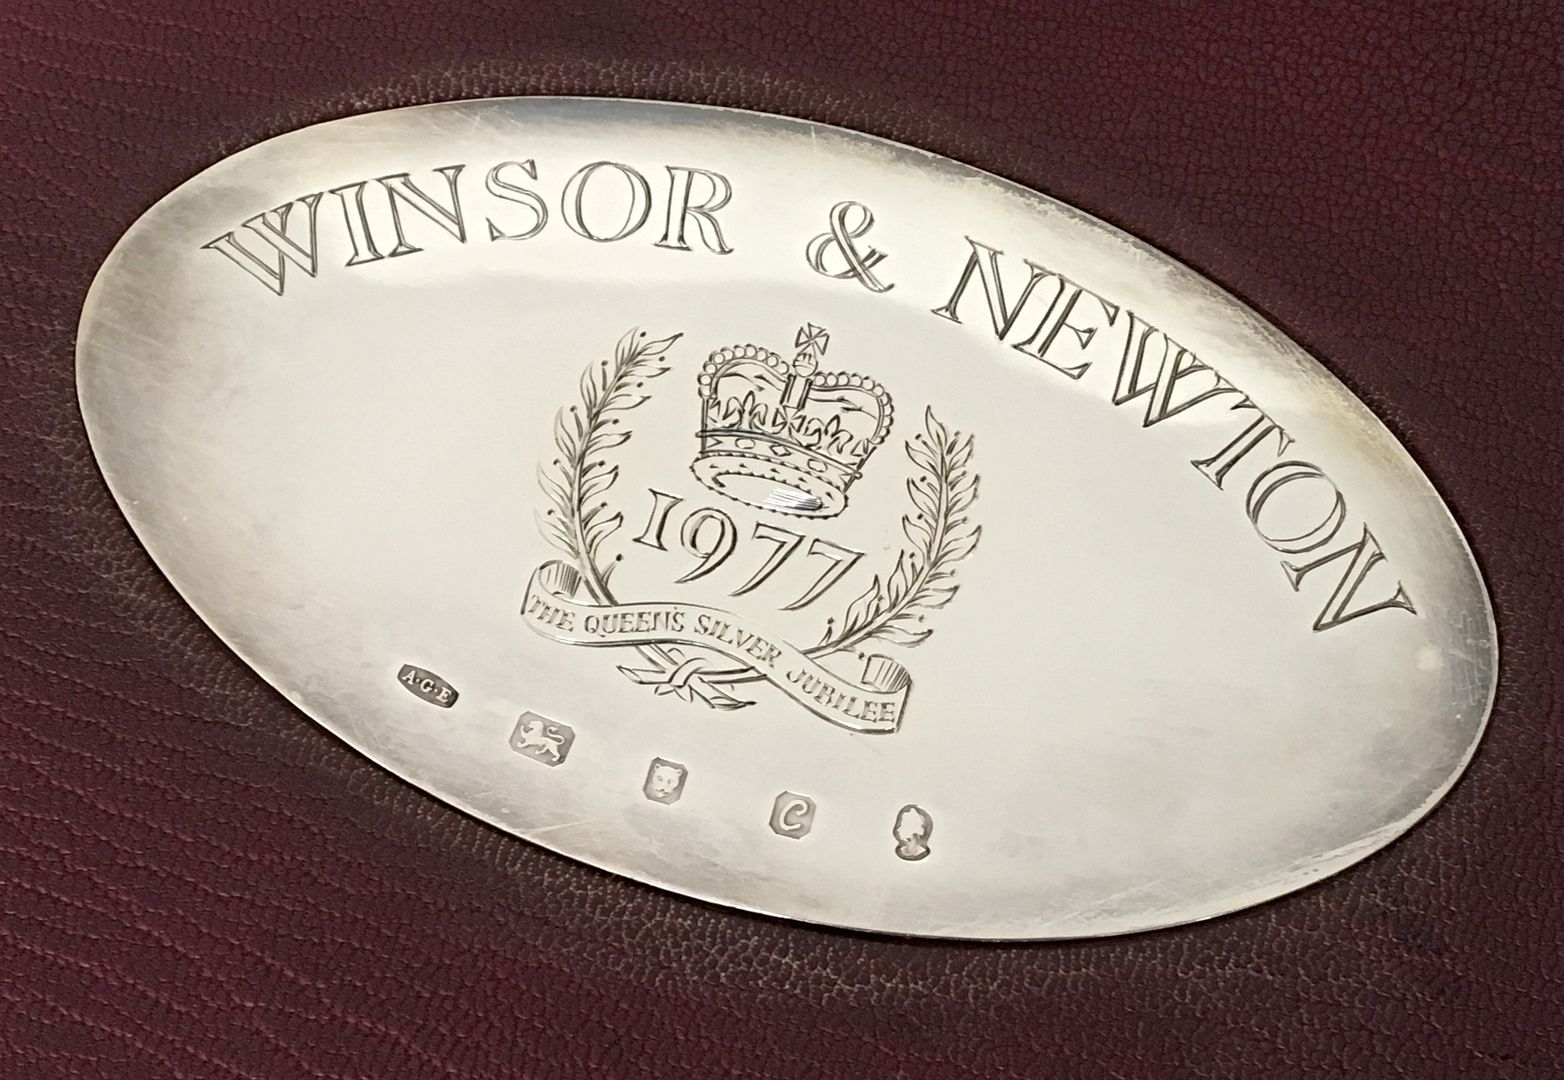 WINSOR & NEWTON
1977
THE QUEEN'S SILVER JUBILEE
A·G·E
C